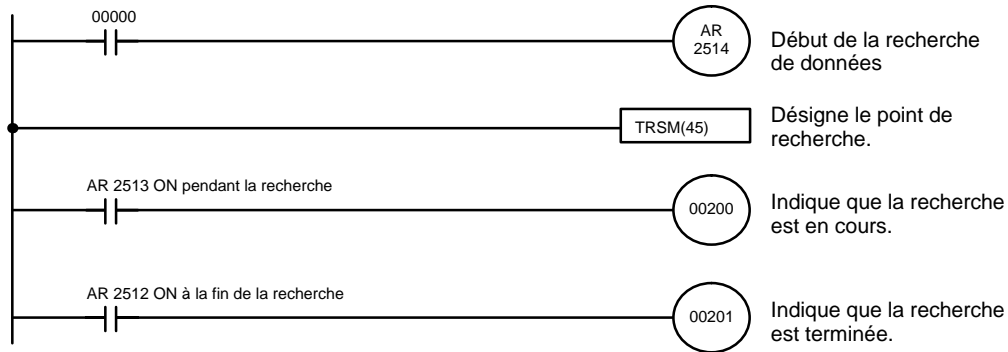 00000
AR
2514
Début de la recherche
de données
TRSM(45)
Désigne le point de
recherche.
AR 2513 ON pendant la recherche
00200
Indique que la recherche
est en cours.
AR 2512 ON à la fin de la recherche
00201
Indique que la recherche
est terminée.